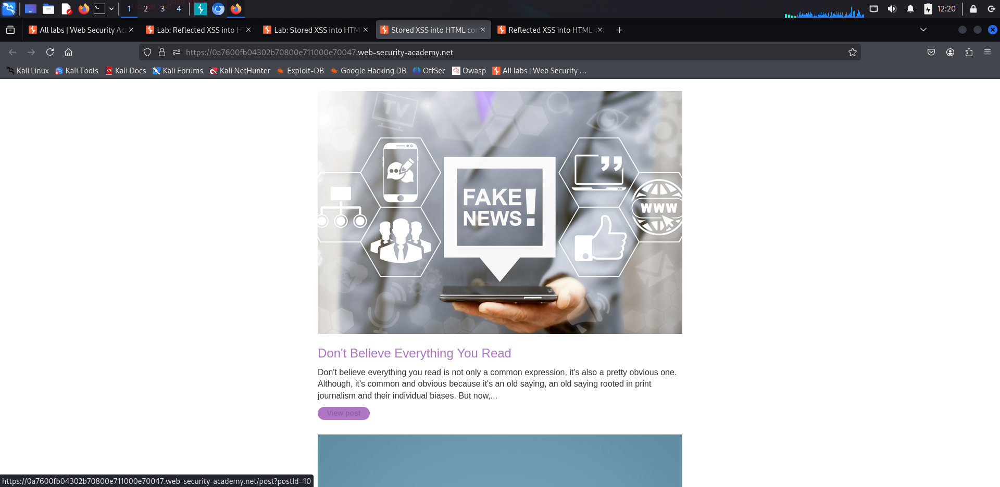 1 2 3 4 12:20
All labs | Web Security Ac
Lab: Reflected XSS into HT
Lab: Stored XSS into HTM
Stored XSS into HTML con
Reflected XSS into HTML
https://0a7600fb04302b70800e711000e70047.web-security-academy.net
Kali Linux Kali Tools Kali Docs Kali Forums Kali NetHunter Exploit-DB Google Hacking DB OffSec Owasp All labs | Web Security ...
TV
FAKE
NEWS!
WWW
Don't Believe Everything You Read
Don't believe everything you read is not only a common expression, it's also a pretty obvious one.
Although, it's common and obvious because it's an old saying, an old saying rooted in print
journalism and their individual biases. But now,...
View post
https://0a7600fb04302b70800e711000e70047.web-security-academy.net/post?postId=10